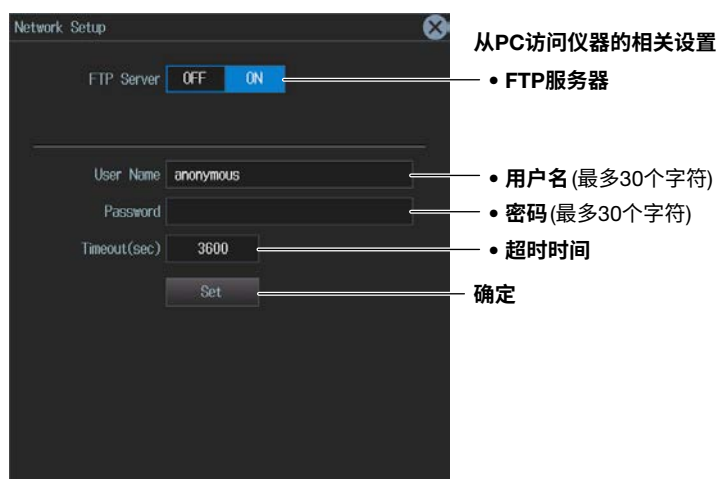 Network Setup
从PC访问仪器的相关设置
FTP Server OFF ON
• FTP服务器
User Name anonymous
• 用户名(最多30个字符)
Password
• 密码(最多30个字符)
Timeout(sec) 3600
• 超时时间
Set
确定